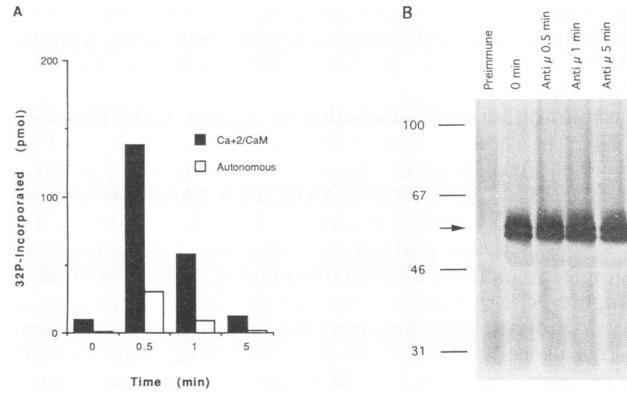 A
200
100
0
32P-Incorporated (pmol)
Ca+2/CaM
Autonomous
0
0.5
5
Time (min)
B
Preimmune
0 min
Anti μ 0.5 min
Anti μ 1 min
Anti μ 5 min
100
67
46
31